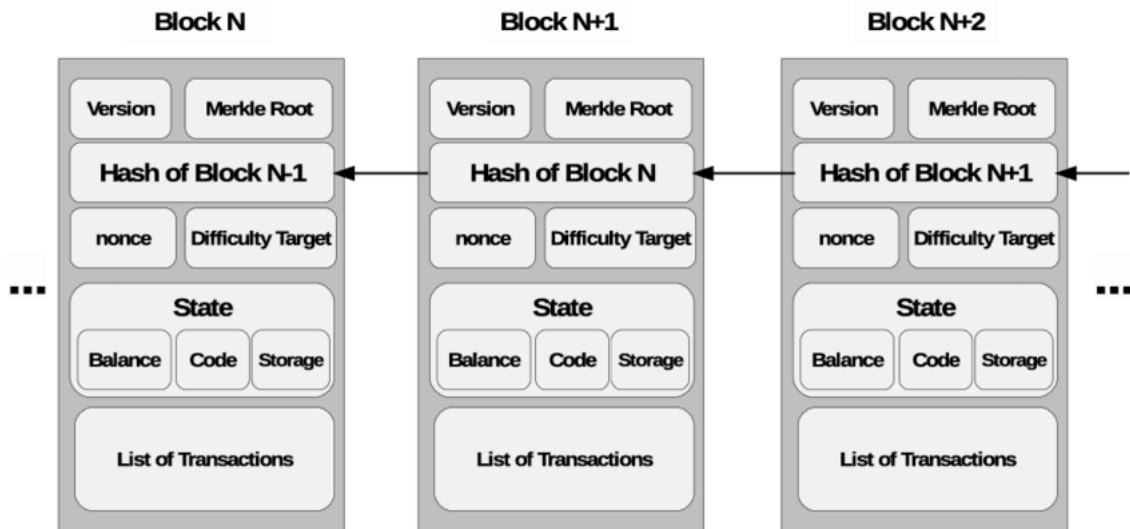 Block N
Block N+1
Block N+2
Version
Merkle Root
Hash of Block N-1
nonce
Difficulty Target
State
Balance
Code
Storage
List of Transactions
Version
Merkle Root
Hash of Block N
nonce
Difficulty Target
State
Balance
Code
Storage
List of Transactions
Version
Merkle Root
Hash of Block N+1
nonce
Difficulty Target
State
Balance
Code
Storage
List of Transactions
...
...